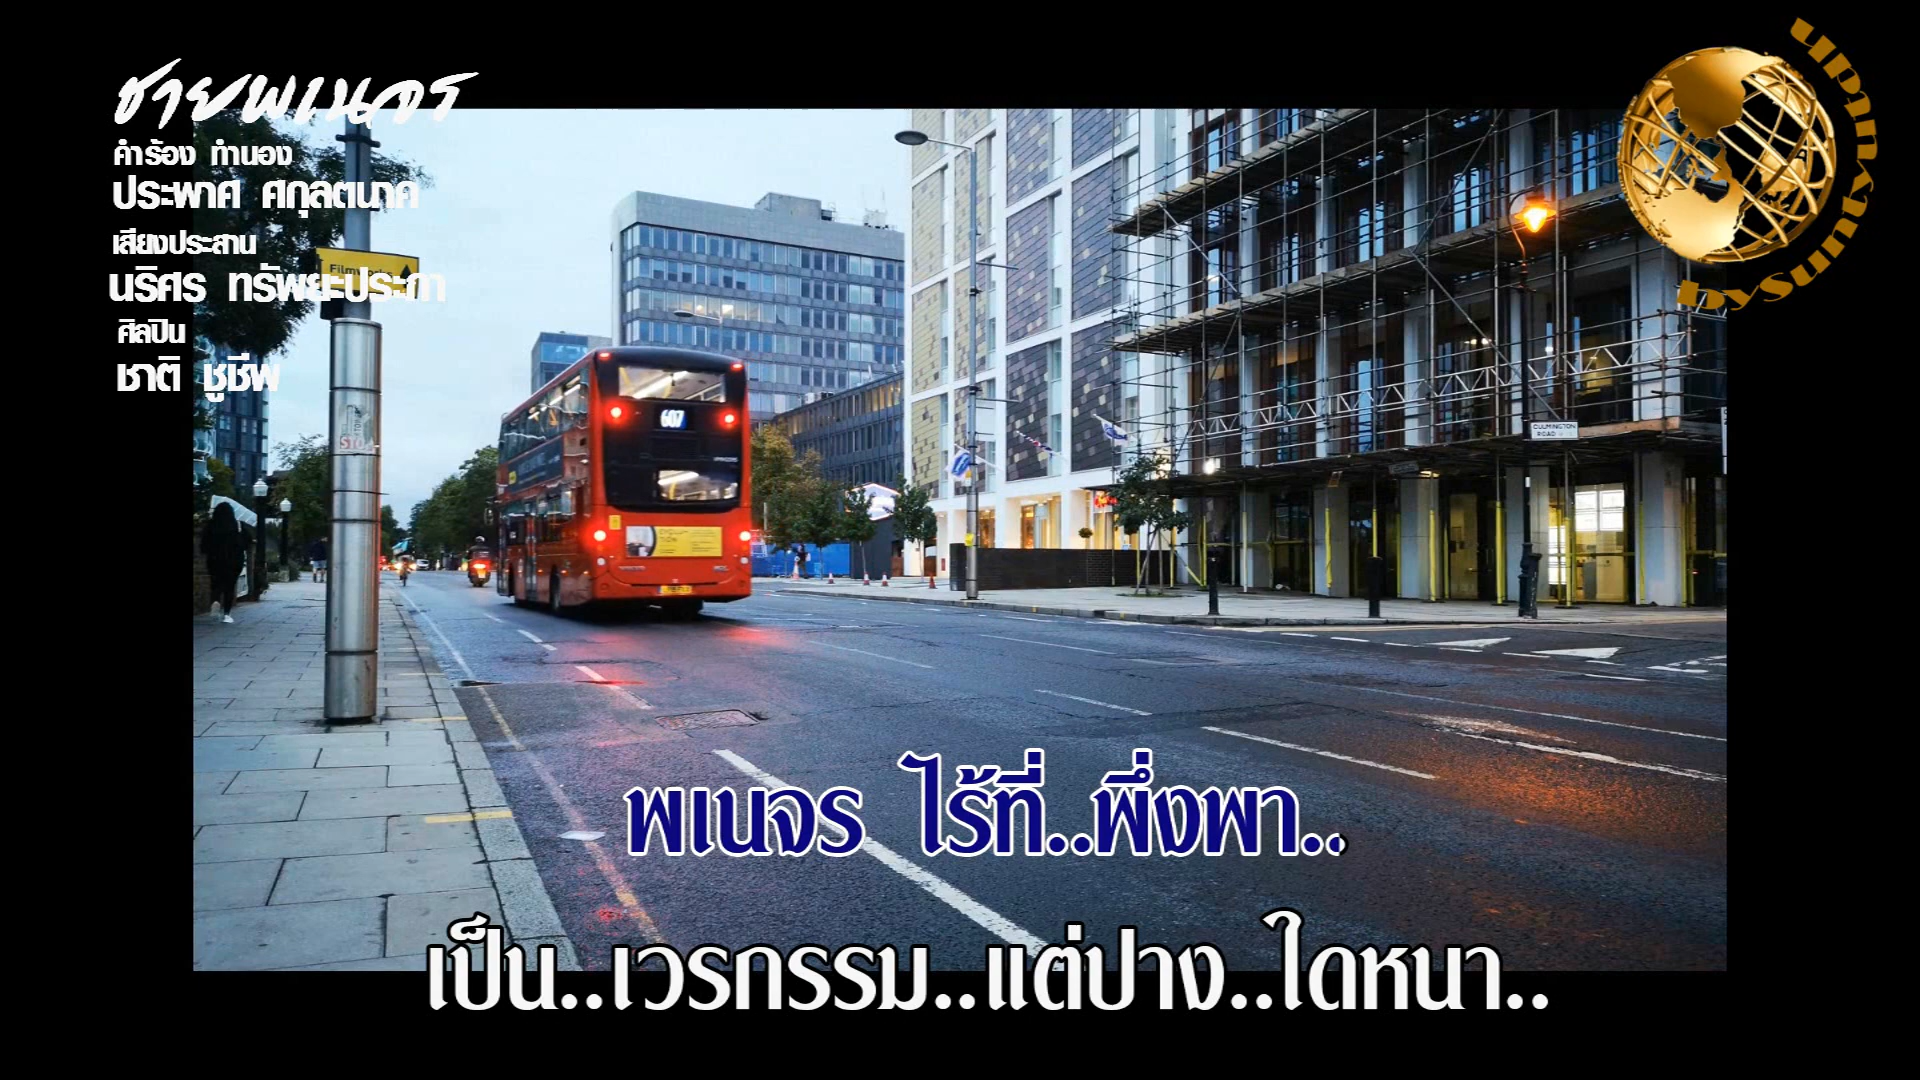 ชายพเนจร
คำร้อง ทำนอง
ประพาศ ศกุลตนาค
เสียงประสาน
นริศร ทรัพยะประภา
ศิลปิน
ชาติ ชูชีพ
bysunyutadn
Filmworks
607
CULMINGTON
ROAD
พเนจร ไร้ที่..พึ่งพา..
เป็น..เวรกรรม..แต่ปาง..ใดหนา..